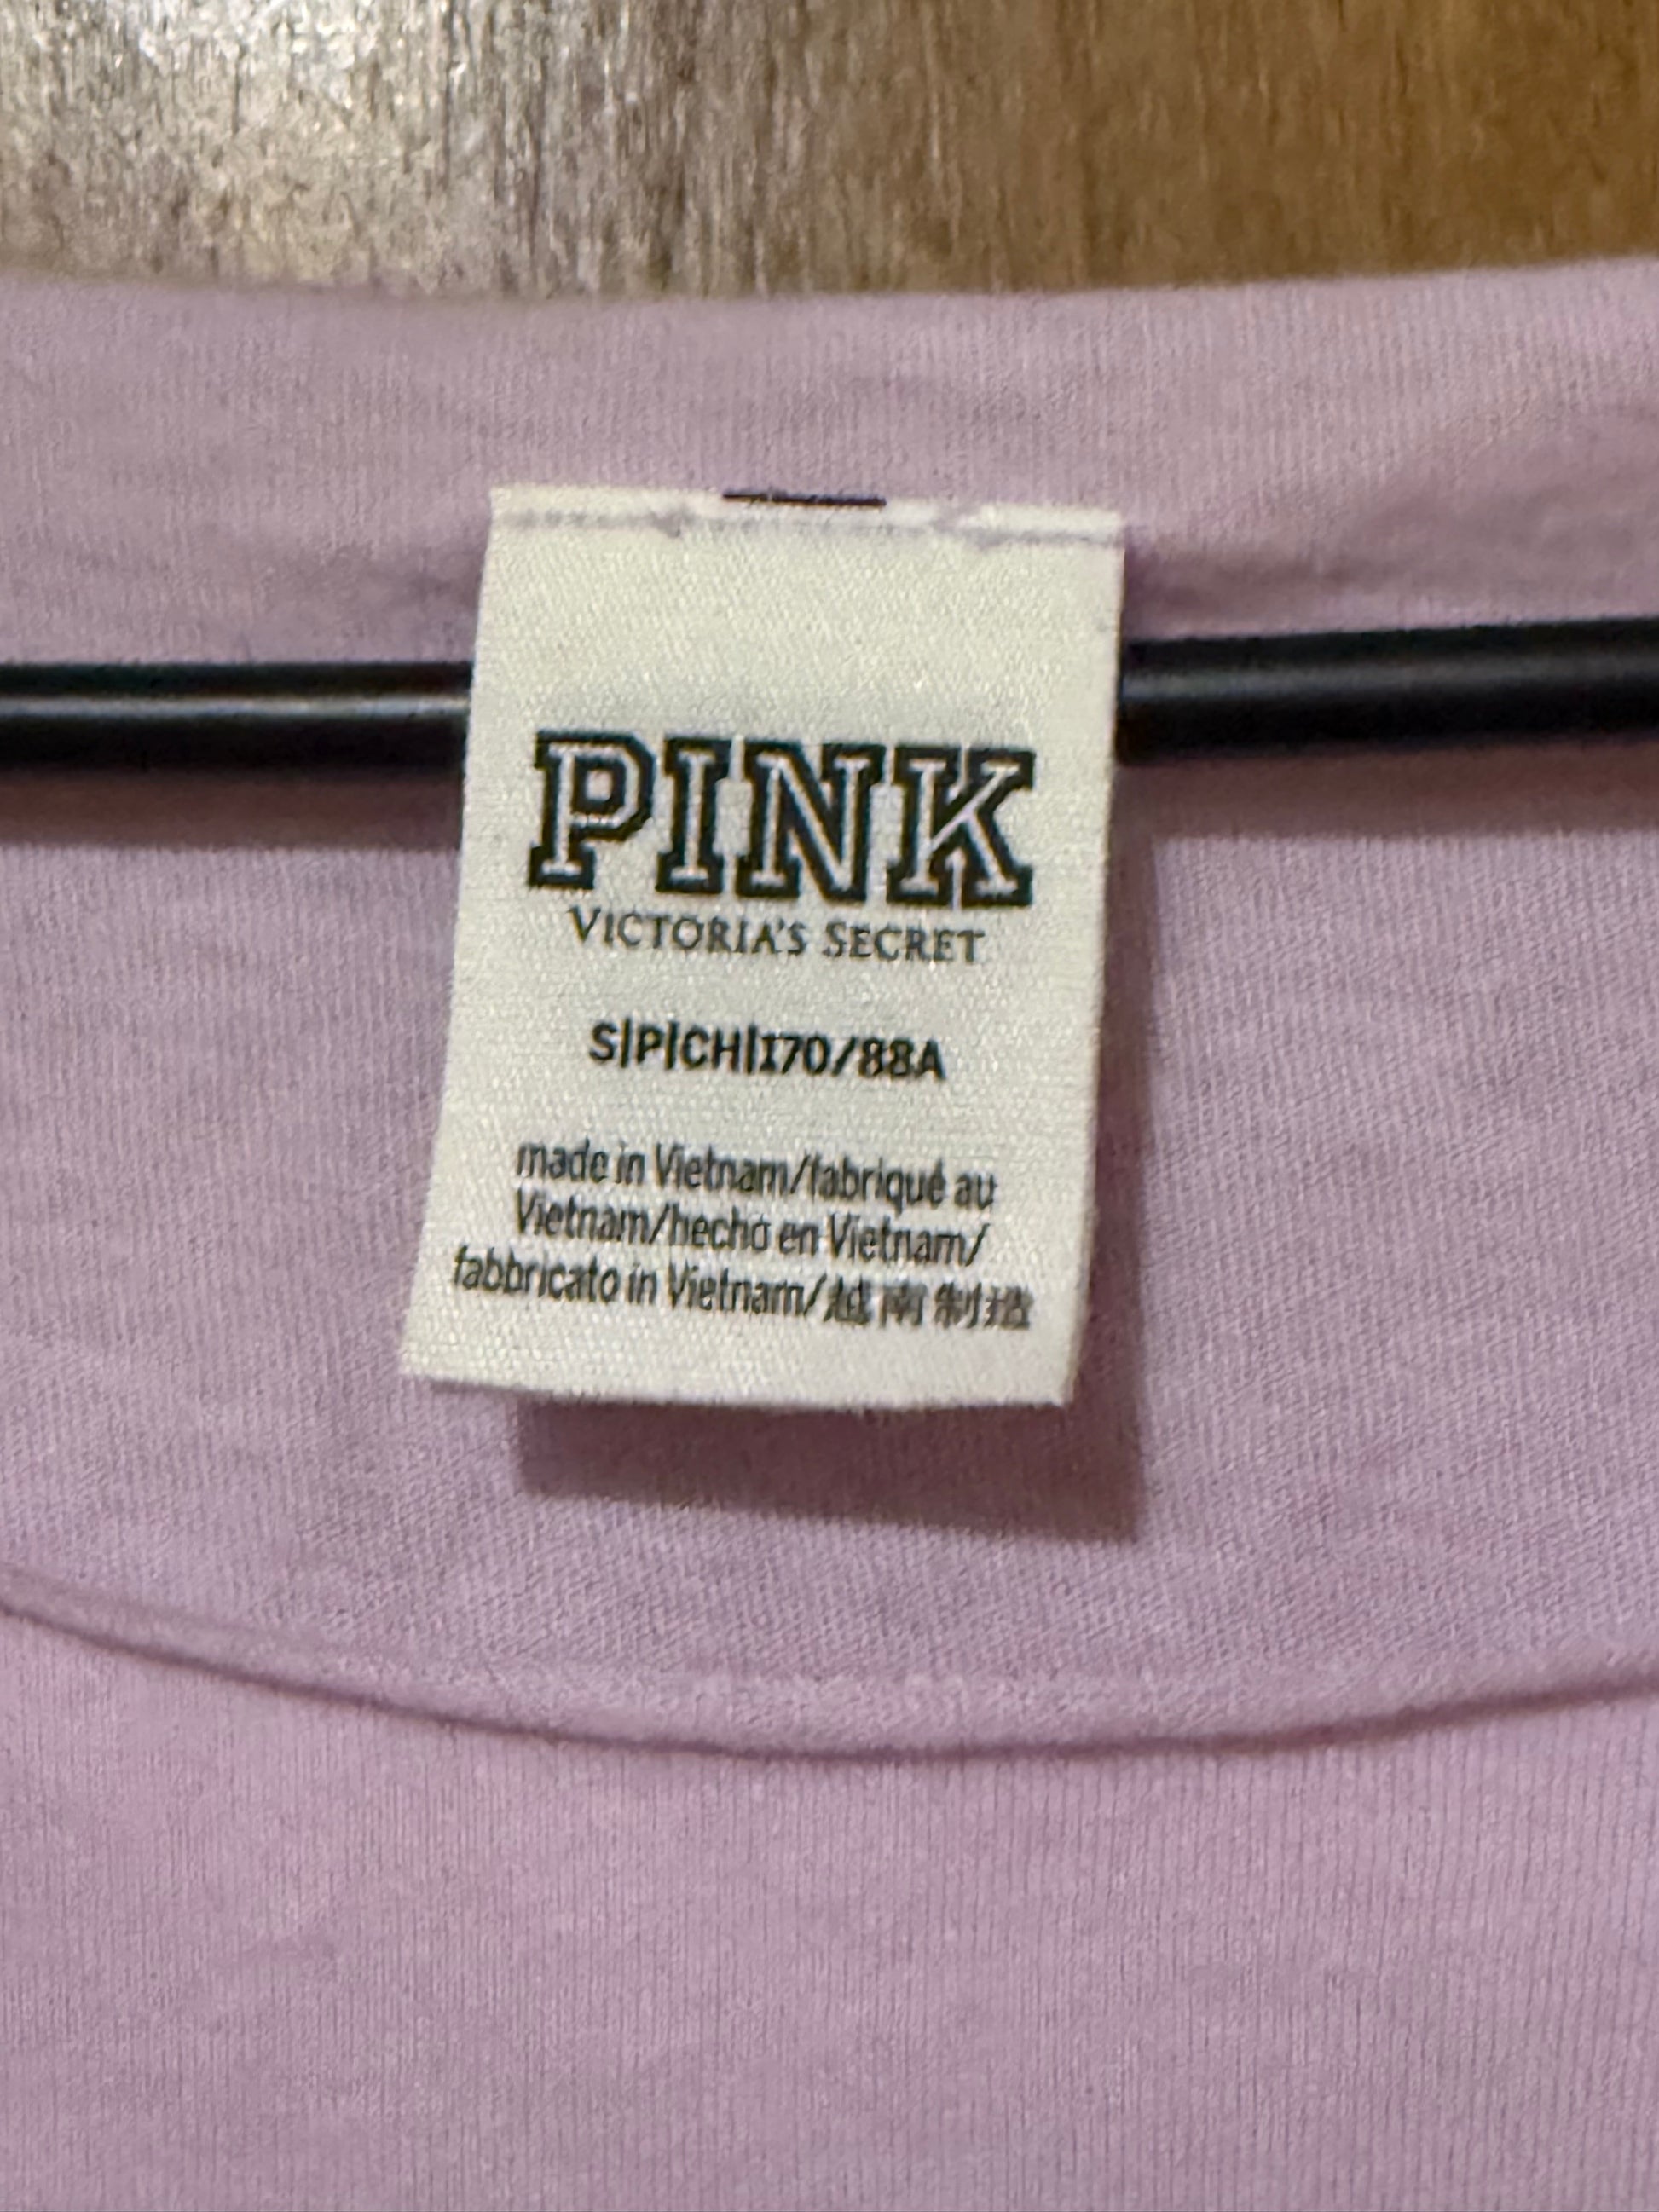 PINK
VICTORIA'S SECRET
S|P|CH|170/88A
made in Vietnam/fabriqué au
Vietnam/hecho en Vietnam/
fabbricato in Vietnam/越南制造